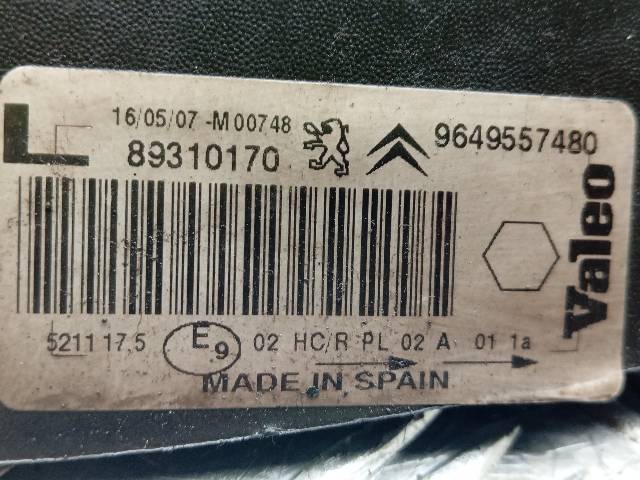 L
16/05/07 -M00748
89310170
9649557480
Valeo
5211 17.5 E9 02 HC/R PL 02 A 01 1a
MADE IN SPAIN